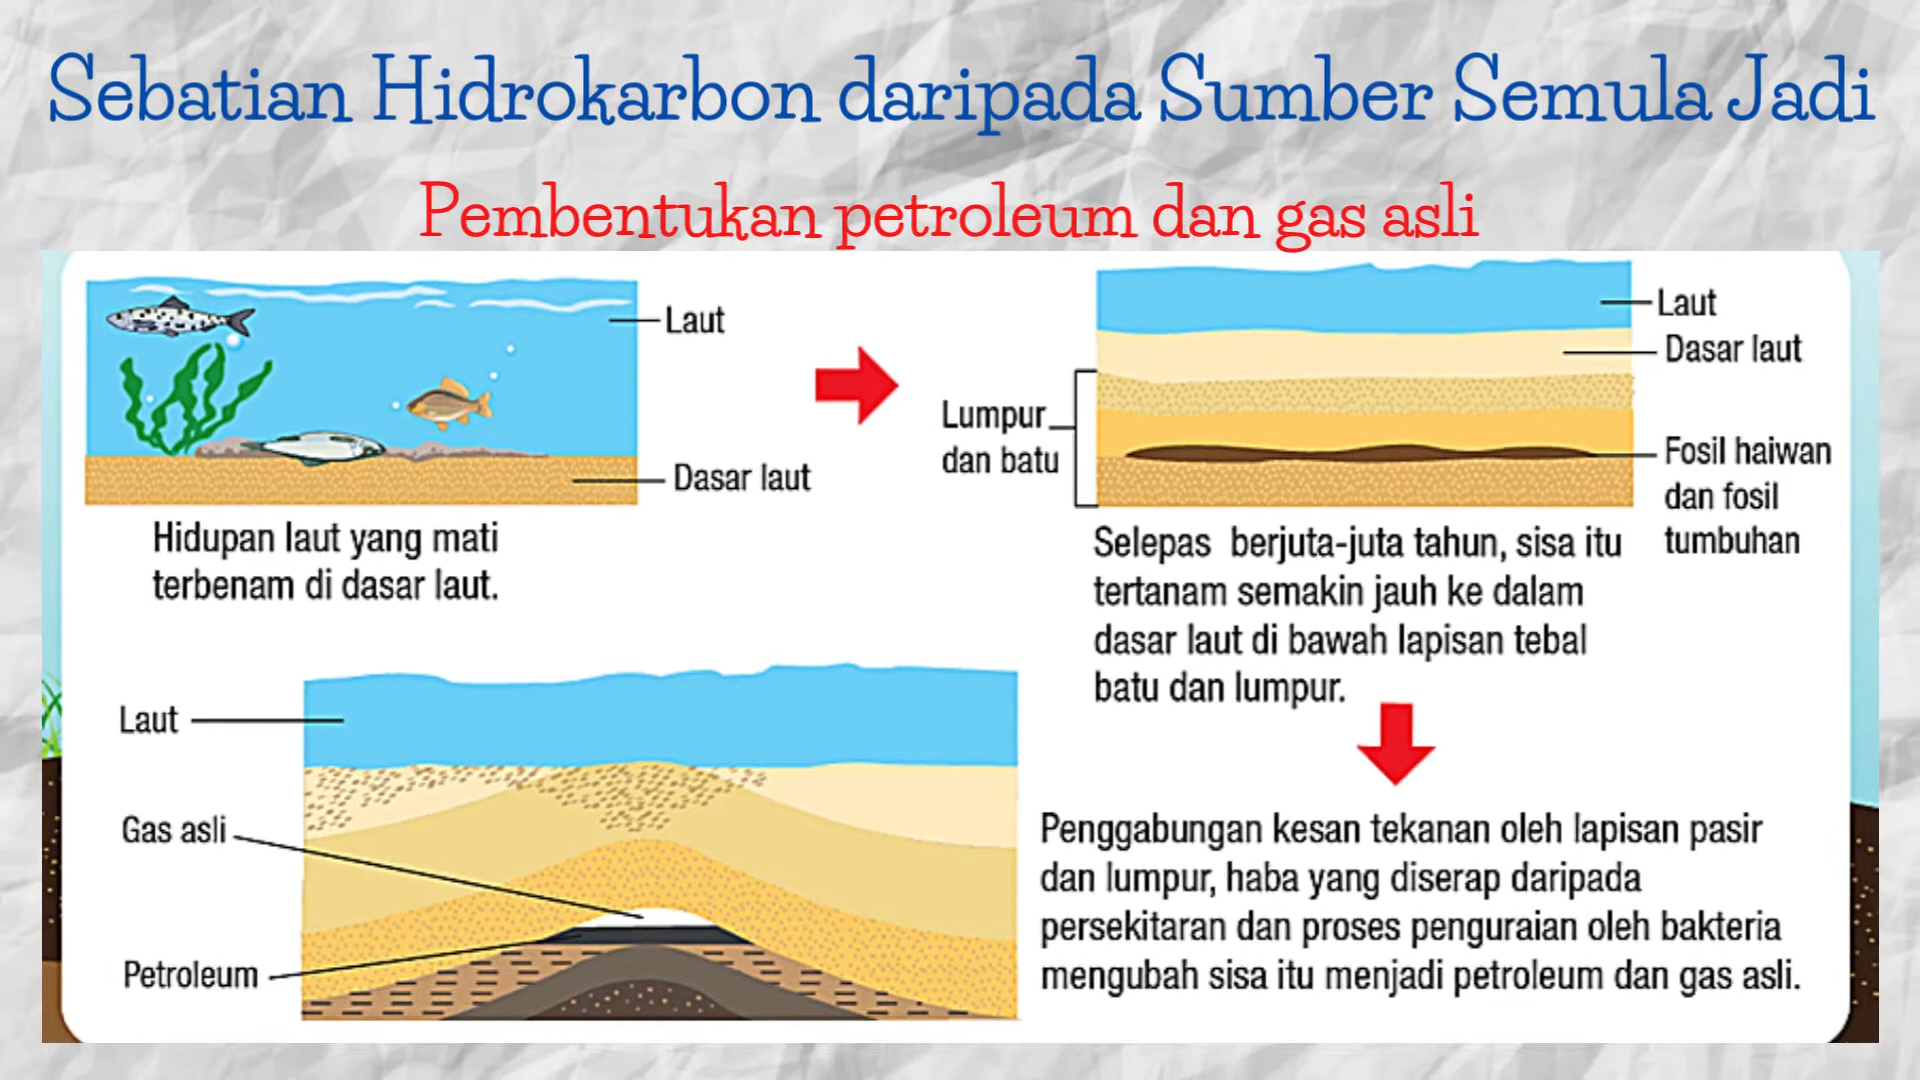 Sebatian Hidrokarbon daripada Sumber Semula Jadi
Pembentukan petroleum dan gas asli
Laut
Dasar laut
Hidupan laut yang mati
terbenam di dasar laut.
Laut
Dasar laut
Lumpur
dan batu
Fosil haiwan
dan fosil
tumbuhan
Selepas berjuta-juta tahun, sisa itu
tertanam semakin jauh ke dalam
dasar laut di bawah lapisan tebal
batu dan lumpur.
Laut
Gas asli
Petroleum
Penggabungan kesan tekanan oleh lapisan pasir
dan lumpur, haba yang diserap daripada
persekitaran dan proses penguraian oleh bakteria
mengubah sisa itu menjadi petroleum dan gas asli.